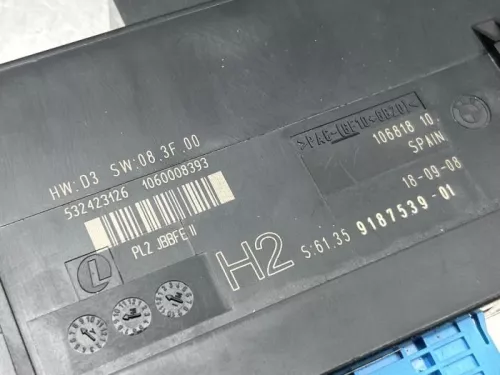 HW:D3 SW:08.3F.00
532423126 1060008393
PL2 JBBFE II
H2
S:61.35 9187539-01
>PA6-(GF10+GB20)<
106818 10.
SPAIN
18-09-08